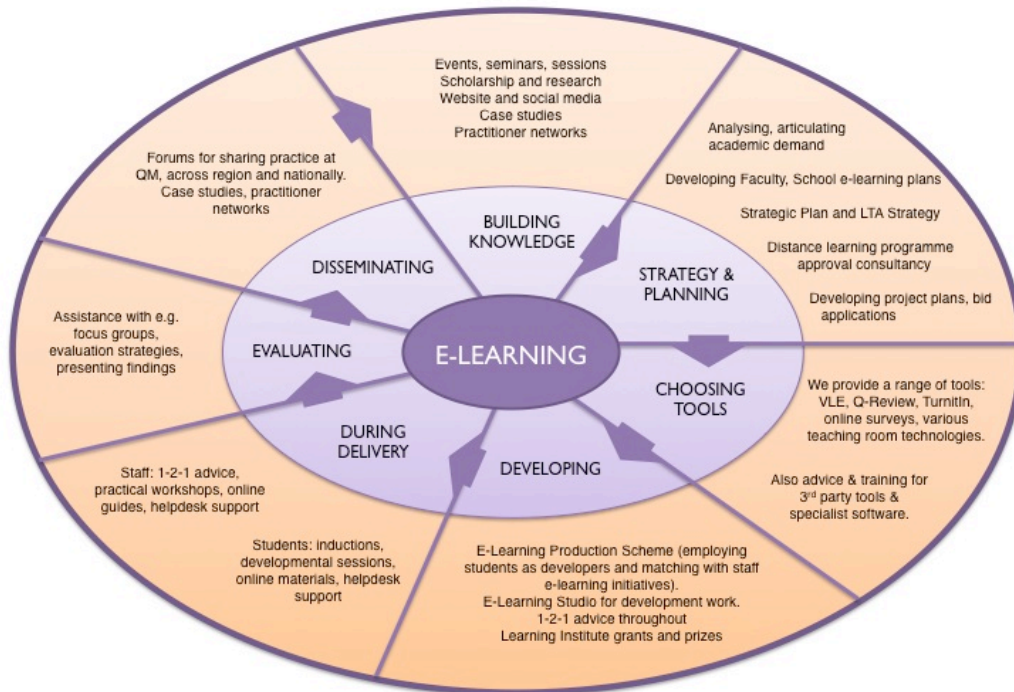 Events, seminars, sessions
Scholarship and research
Website and social media
Case studies
Practitioner networks
Analysing, articulating
academic demand
Developing Faculty, School e-learning plans
Strategic Plan and LTA Strategy
Distance learning programme
approval consultancy
Developing project plans, bid
applications
Forums for sharing practice at
QM, across region and nationally.
Case studies, practitioner
networks
BUILDING
KNOWLEDGE
DISSEMINATING
STRATEGY &
PLANNING
Assistance with e.g.
focus groups,
evaluation strategies,
presenting findings
EVALUATING
E-LEARNING
CHOOSING
TOOLS
We provide a range of tools:
VLE, Q-Review, TurnitIn,
online surveys, various
teaching room technologies.
Also advice & training for
3rd party tools &
specialist software.
DURING
DELIVERY
DEVELOPING
Staff: 1-2-1 advice,
practical workshops, online
guides, helpdesk support
Students: inductions,
developmental sessions,
online materials, helpdesk
support
E-Learning Production Scheme (employing
students as developers and matching with staff
e-learning initiatives).
E-Learning Studio for development work.
1-2-1 advice throughout
Learning Institute grants and prizes